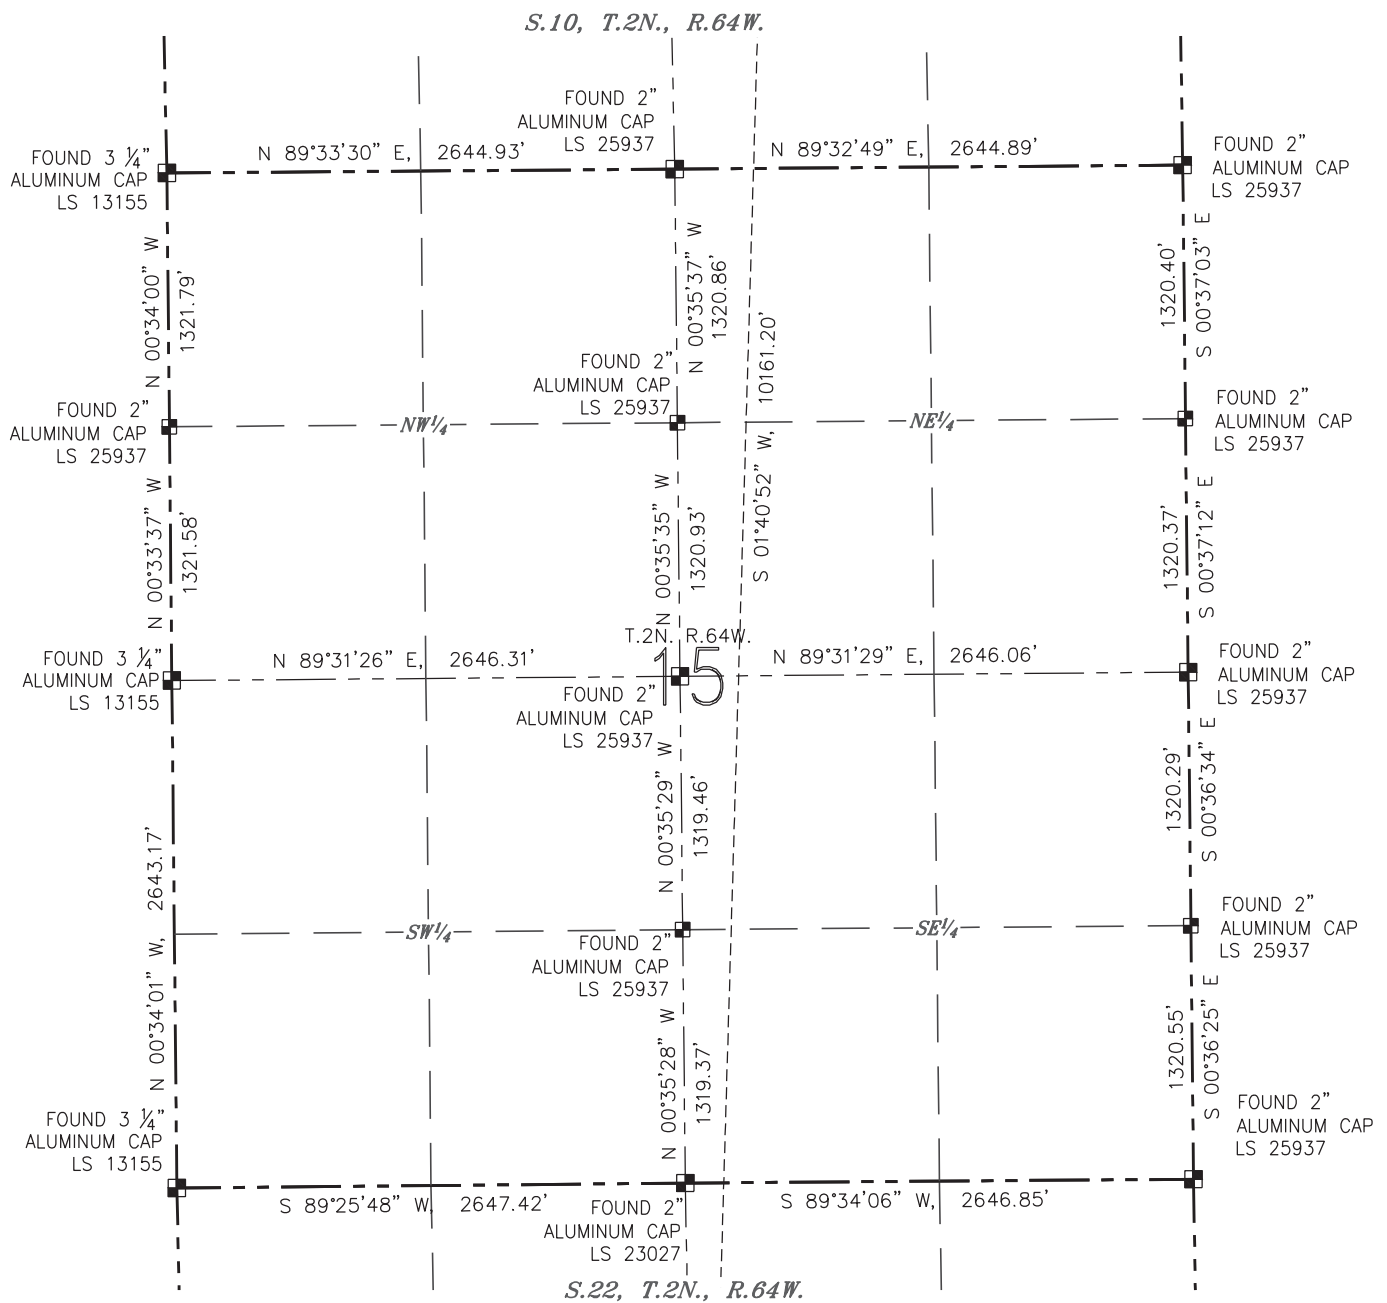 S.10, T.2N., R.64W.
FOUND 2"
ALUMINUM CAP
LS 25937
FOUND 3 ¼"
ALUMINUM CAP
LS 13155
N 89°33'30" E, 2644.93'
N 89°32'49" E, 2644.89'
FOUND 2"
ALUMINUM CAP
LS 25937
N 00°34'00" W
1321.79'
N 00°35'37" W
1320.86'
1320.40'
S 00°37'03" E
FOUND 2"
ALUMINUM CAP
LS 25937
FOUND 2"
ALUMINUM CAP
LS 25937
FOUND 2"
ALUMINUM CAP
LS 25937
NW¼
NE¼
S 01°40'52" W, 10161.20'
N 00°33'37" W
1321.58'
N 00°35'35" W
1320.93'
1320.37'
S 00°37'12" E
T.2N. R.64W.
15
FOUND 3 ¼"
ALUMINUM CAP
LS 13155
N 89°31'26" E, 2646.31'
N 89°31'29" E, 2646.06'
FOUND 2"
ALUMINUM CAP
LS 25937
FOUND 2"
ALUMINUM CAP
LS 25937
N 00°34'01" W, 2643.17'
N 00°35'29" W
1319.46'
1320.29'
S 00°36'34" E
SW¼
SE¼
FOUND 2"
ALUMINUM CAP
LS 25937
FOUND 2"
ALUMINUM CAP
LS 25937
N 00°35'28" W
1319.37'
1320.55'
S 00°36'25" E
FOUND 3 ¼"
ALUMINUM CAP
LS 13155
FOUND 2"
ALUMINUM CAP
LS 25937
S 89°25'48" W, 2647.42'
S 89°34'06" W, 2646.85'
FOUND 2"
ALUMINUM CAP
LS 23027
S.22, T.2N., R.64W.